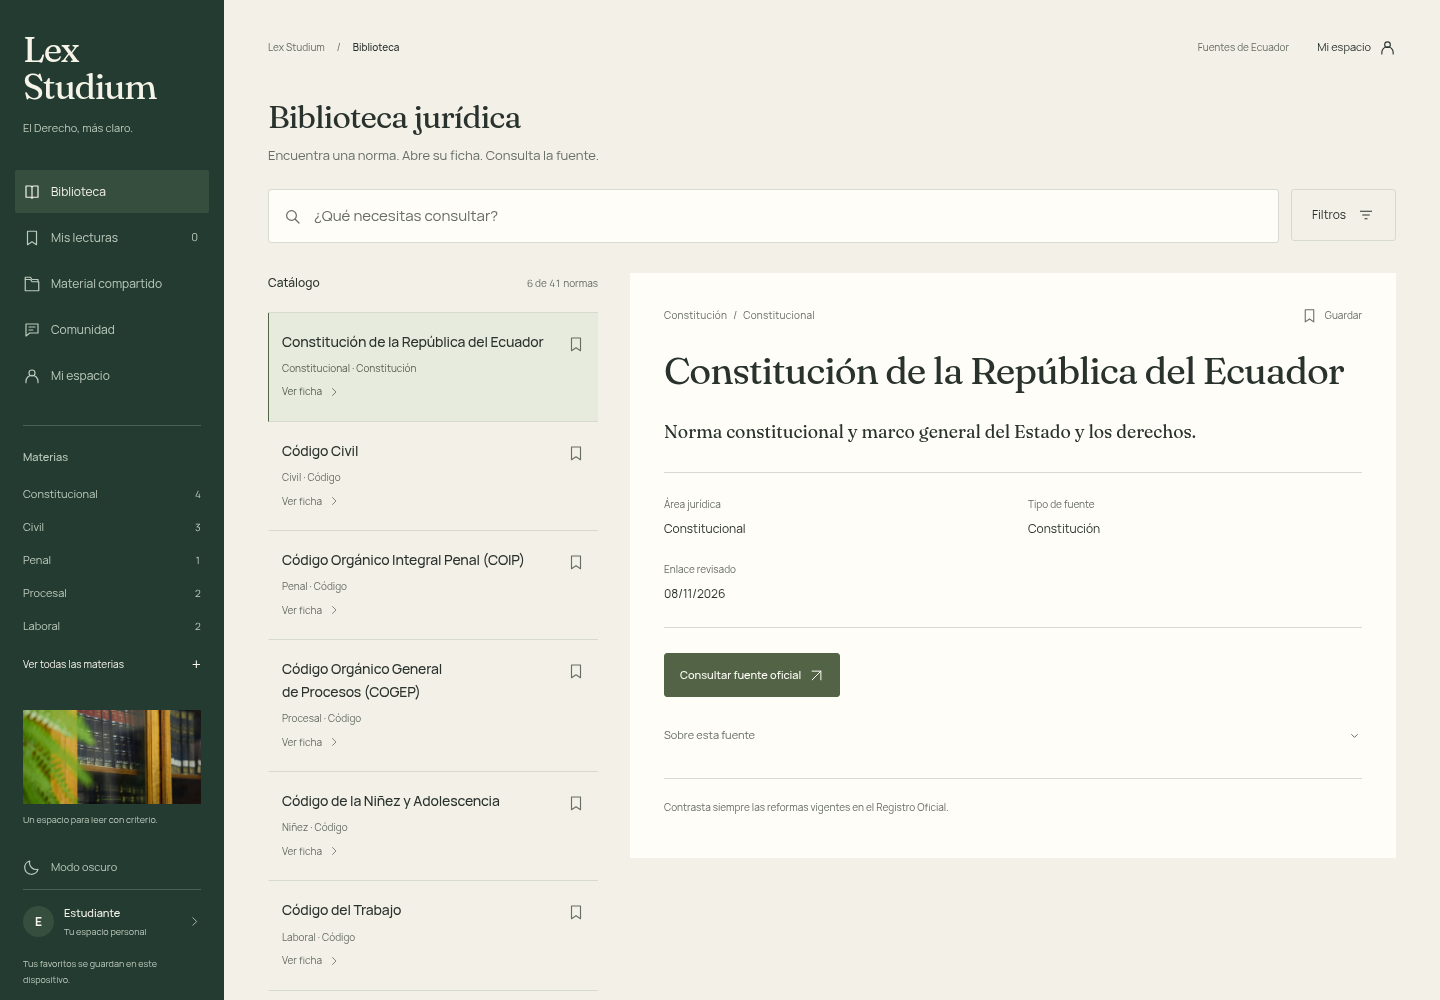 Lex
Studium
El Derecho, más claro.
Biblioteca
Mis lecturas 0
Material compartido
Comunidad
Mi espacio
Materias
Constitucional 4
Civil 3
Penal 1
Procesal 2
Laboral 2
Ver todas las materias +
Un espacio para leer con criterio.
Modo oscuro
E
Estudiante
Tu espacio personal
Tus favoritos se guardan en este
dispositivo.
Lex Studium / Biblioteca
Fuentes de Ecuador
Mi espacio
Biblioteca jurídica
Encuentra una norma. Abre su ficha. Consulta la fuente.
¿Qué necesitas consultar?
Filtros
Catálogo
6 de 41 normas
Constitución de la República del Ecuador
Constitucional · Constitución
Ver ficha
Código Civil
Civil · Código
Ver ficha
Código Orgánico Integral Penal (COIP)
Penal · Código
Ver ficha
Código Orgánico General
de Procesos (COGEP)
Procesal · Código
Ver ficha
Código de la Niñez y Adolescencia
Niñez · Código
Ver ficha
Código del Trabajo
Laboral · Código
Ver ficha
Constitución / Constitucional
Guardar
Constitución de la República del Ecuador
Norma constitucional y marco general del Estado y los derechos.
Área jurídica
Constitucional
Tipo de fuente
Constitución
Enlace revisado
08/11/2026
Consultar fuente oficial
Sobre esta fuente
Contrasta siempre las reformas vigentes en el Registro Oficial.